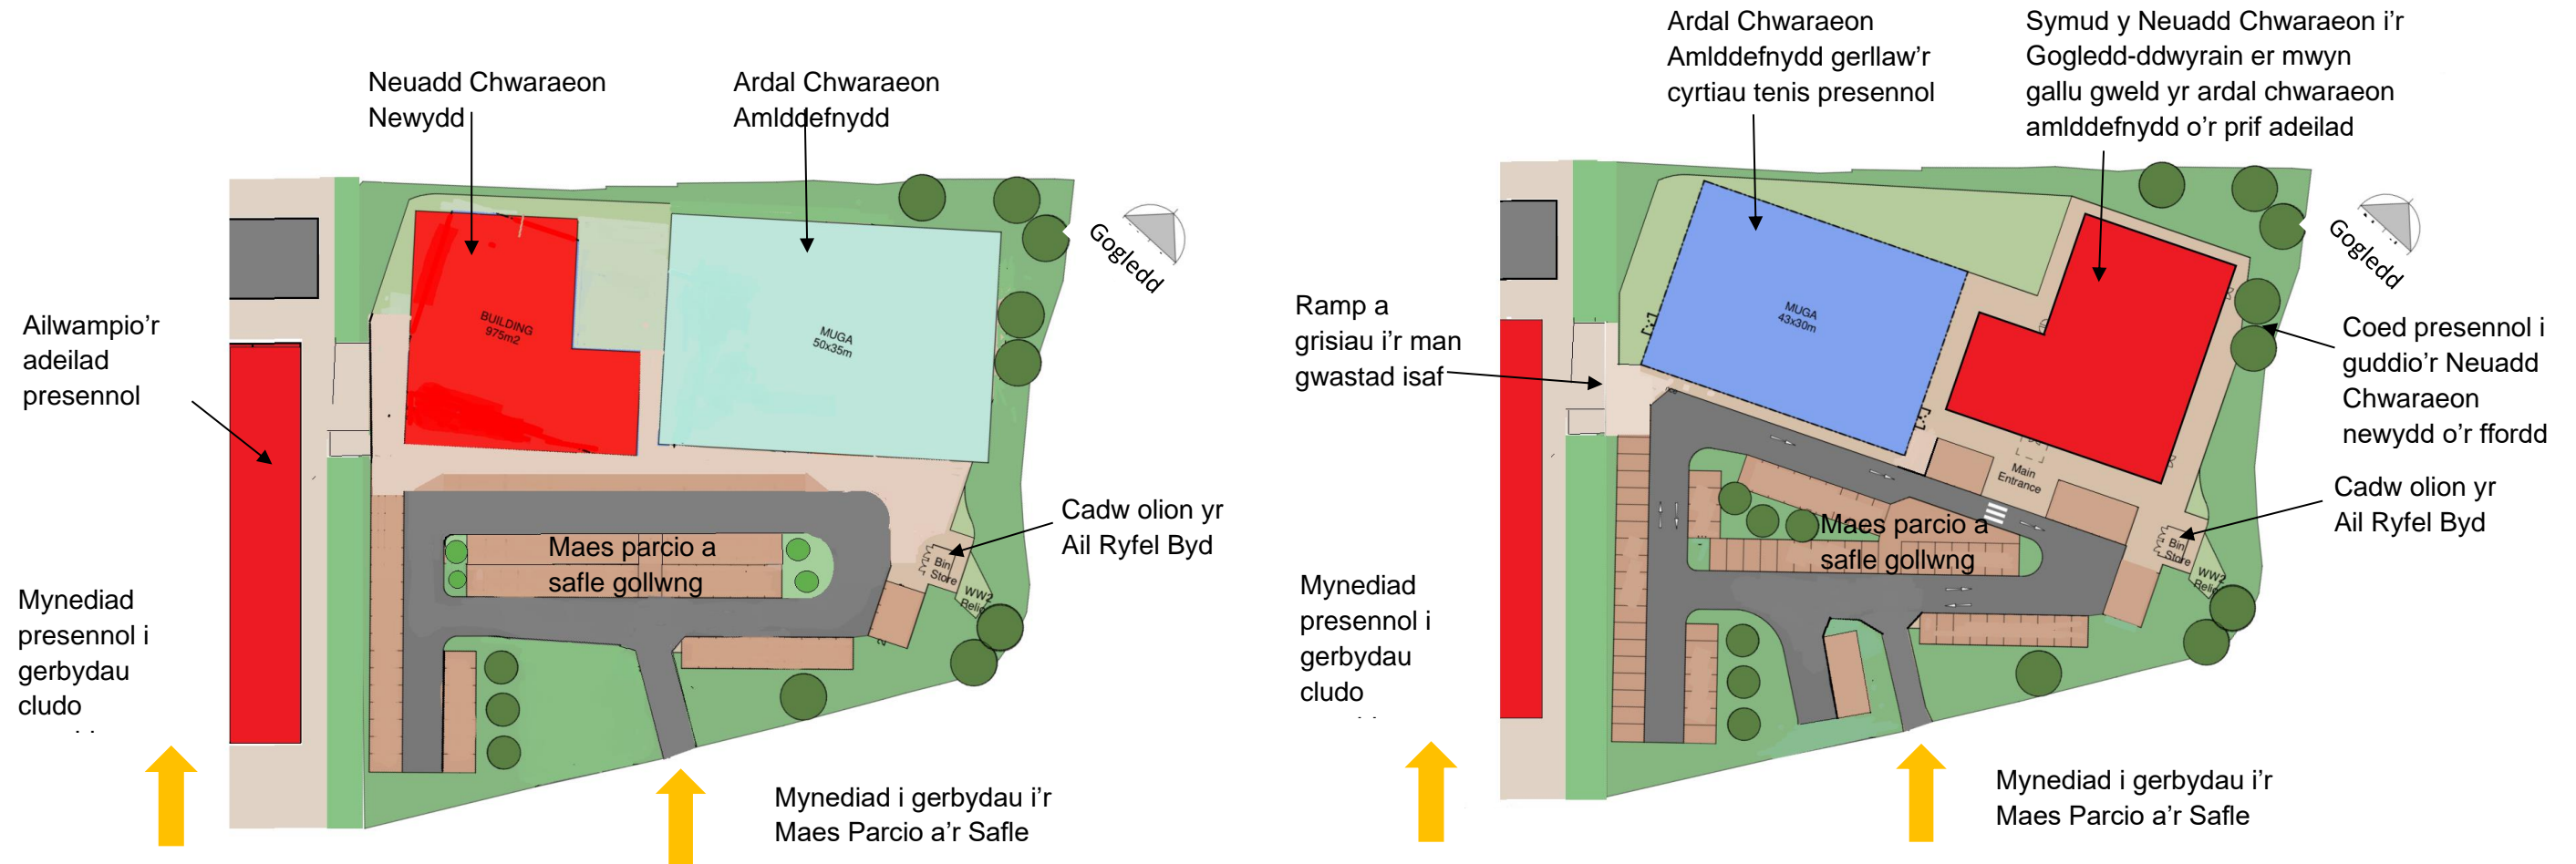 Neuadd Chwaraeon
Newydd
Ardal Chwaraeon
Amlddefnydd
Ailwampio’r
adeilad
presennol
BUILDING
975m2
MUGA
50x35m
Gogledd
Maes parcio a
safle gollwng
Bin
Store
WW2
Cadw olion yr
Ail Ryfel Byd
Mynediad
presennol i
gerbydau
cludo
Mynediad i gerbydau i’r
Maes Parcio a’r Safle
Ardal Chwaraeon
Amlddefnydd gerllaw’r
cyrtiau tenis presennol
Symud y Neuadd Chwaraeon i’r
Gogledd-ddwyrain er mwyn
gallu gweld yr ardal chwaraeon
amlddefnydd o’r prif adeilad
Ramp a
grisiau i’r man
gwastad isaf
MUGA
43x30m
Gogledd
Coed presennol i
guddio’r Neuadd
Chwaraeon
newydd o’r ffordd
Main
Entrance
Maes parcio a
safle gollwng
Bin
Store
WW2
Cadw olion yr
Ail Ryfel Byd
Mynediad
presennol i
gerbydau
cludo
Mynediad i gerbydau i’r
Maes Parcio a’r Safle